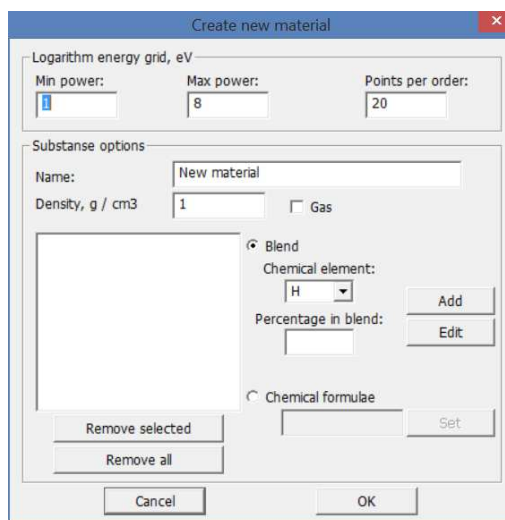 Create new material
Logarithm energy grid, eV
Min power: Max power: Points per order:
1 8 20
Substanse options
Name: New material
Density, g / cm3 1 Gas
Blend
Chemical element:
H
Add
Percentage in blend:
Edit
Chemical formulae
Set
Remove selected
Remove all
Cancel OK